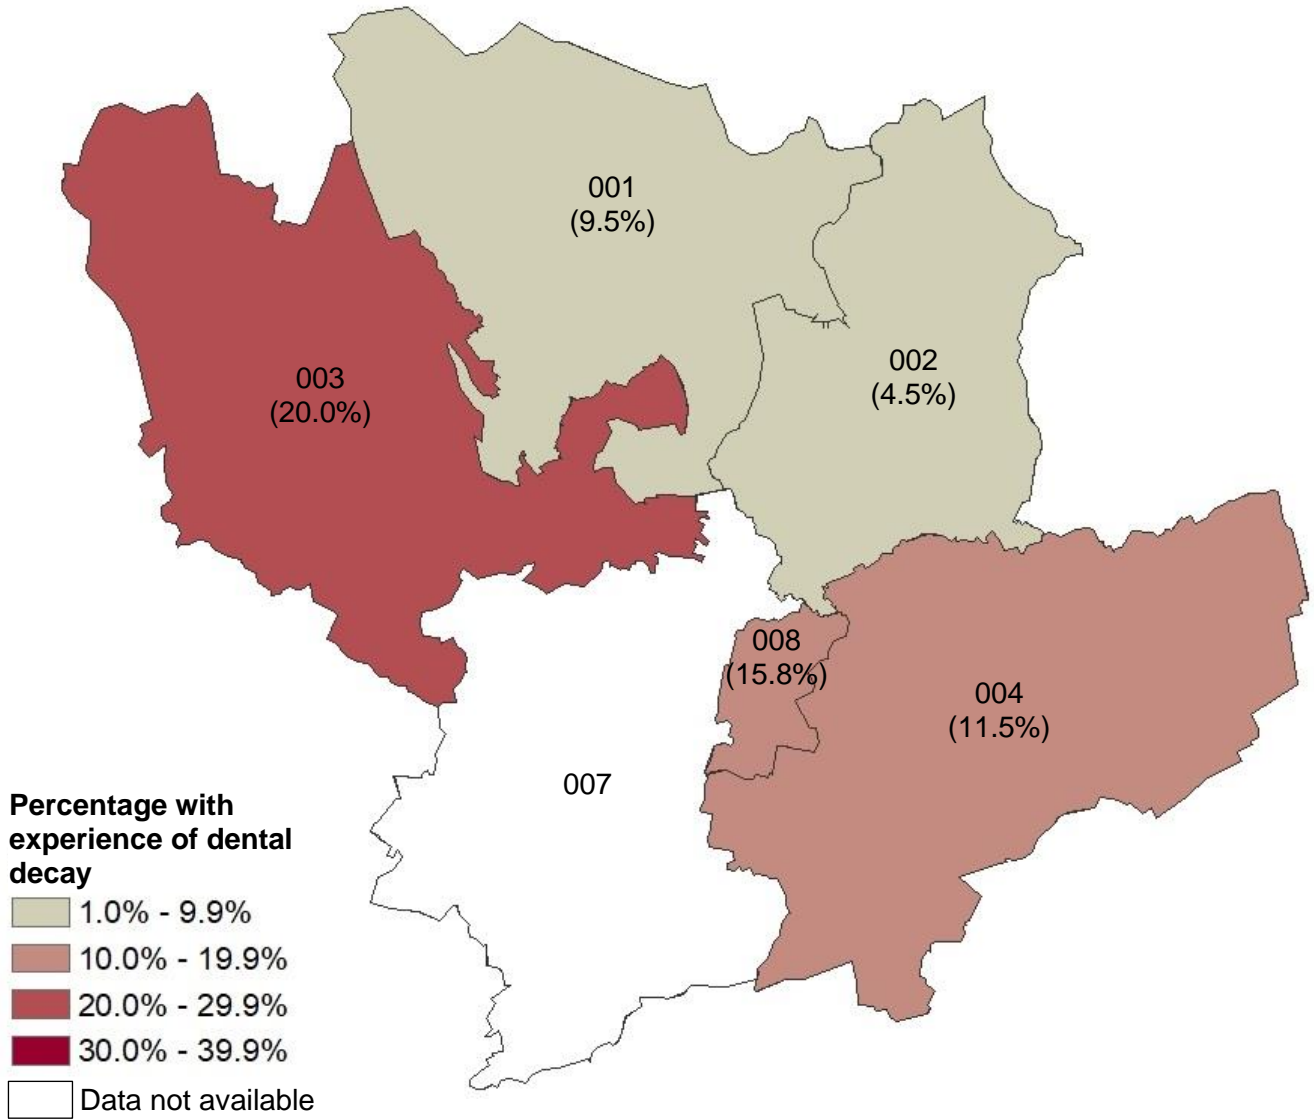 001
(9.5%)
002
(4.5%)
003
(20.0%)
008
(15.8%)
004
(11.5%)
007
Percentage with
experience of dental
decay
1.0% - 9.9%
10.0% - 19.9%
20.0% - 29.9%
30.0% - 39.9%
Data not available